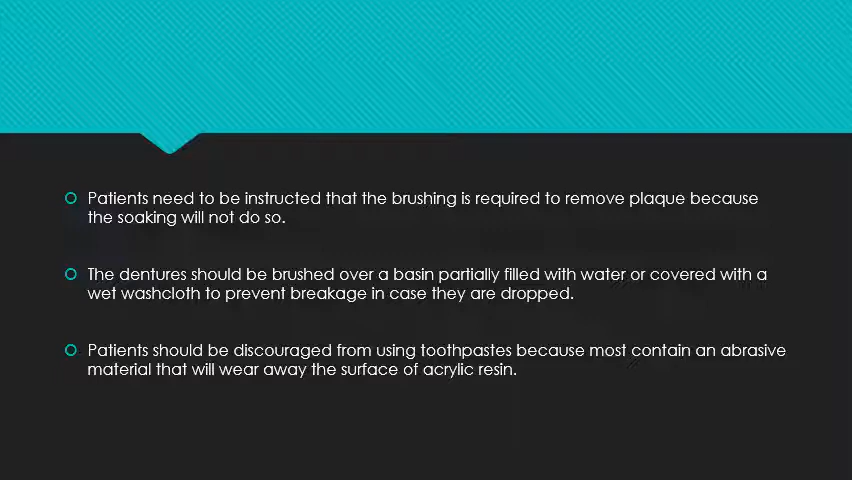 Patients need to be instructed that the brushing is required to remove plaque because
the soaking will not do so.
The dentures should be brushed over a basin partially filled with water or covered with a
wet washcloth to prevent breakage in case they are dropped.
Patients should be discouraged from using toothpastes because most contain an abrasive
material that will wear away the surface of acrylic resin.